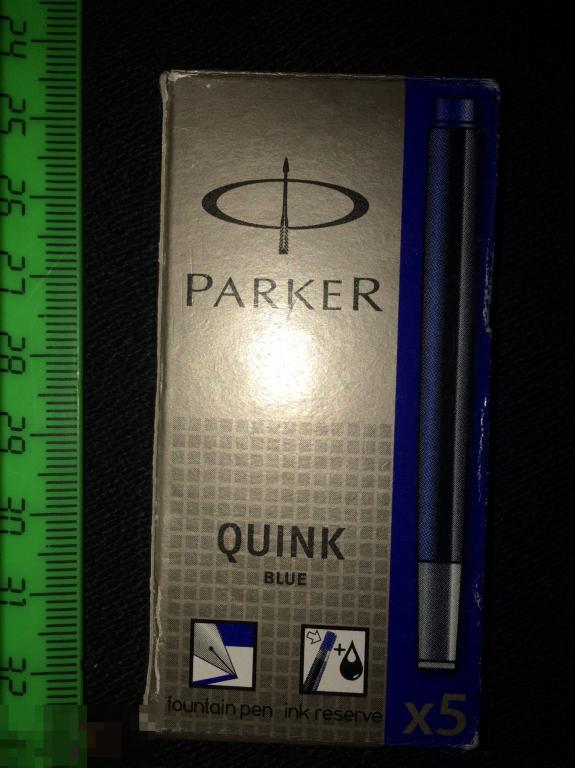 24
25
26
27
28
29
30
31
32
PARKER
QUINK
BLUE
fountain pen ink reserve
x5